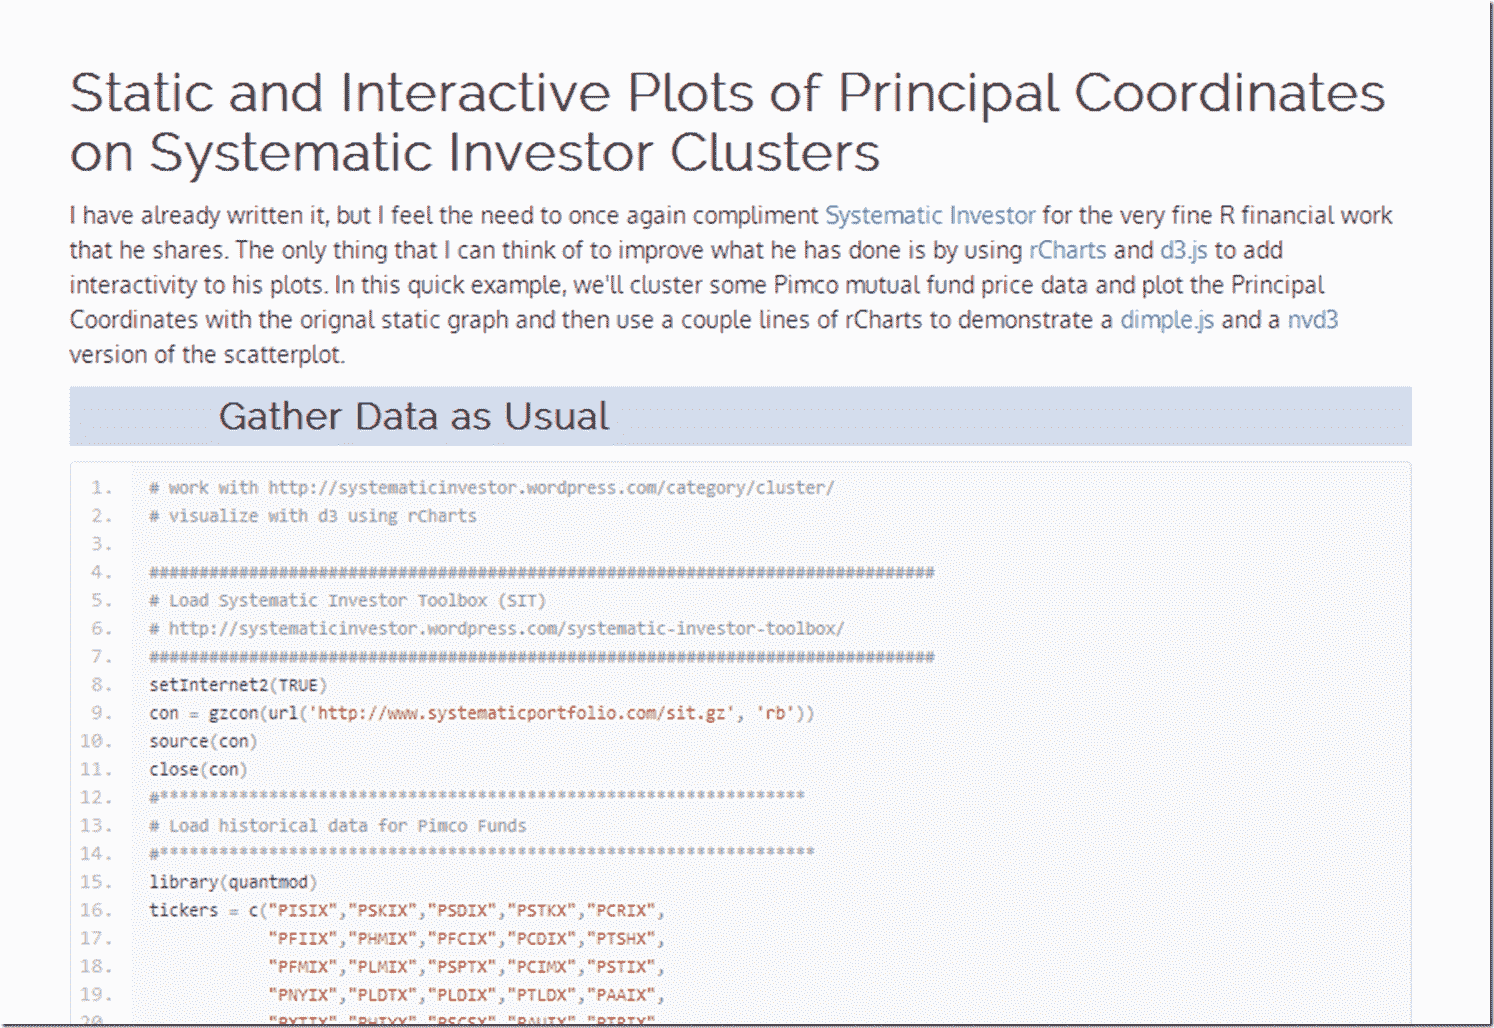 Static and Interactive Plots of Principal Coordinates
on Systematic Investor Clusters
I have already written it, but I feel the need to once again compliment Systematic Investor for the very fine R financial work
that he shares. The only thing that I can think of to improve what he has done is by using rCharts and d3.js to add
interactivity to his plots. In this quick example, we'll cluster some Pimco mutual fund price data and plot the Principal
Coordinates with the orignal static graph and then use a couple lines of rCharts to demonstrate a dimple.js and a nvd3
version of the scatterplot.
Gather Data as Usual
1. # work with http://systematicinvestor.wordpress.com/category/cluster/
2. # visualize with d3 using rCharts
3.
4. ###############################################################################
5. # Load Systematic Investor Toolbox (SIT)
6. # http://systematicinvestor.wordpress.com/systematic-investor-toolbox/
7. ###############################################################################
8. setInternet2(TRUE)
9. con = gzcon(url('http://www.systematicportfolio.com/sit.gz', 'rb'))
10. source(con)
11. close(con)
12. #*****************************************************************
13. # Load historical data for Pimco Funds
14. #******************************************************************
15. library(quantmod)
16. tickers = c("PISIX","PSKIX","PSDIX","PSTKX","PCRIX",
17. "PFIIX","PHMIX","PFCIX","PCDIX","PTSHX",
18. "PFMIX","PLMIX","PSPTX","PCIMX","PSTIX",
19. "PNYIX","PLDTX","PLDIX","PTLDX","PAAIX",
20.